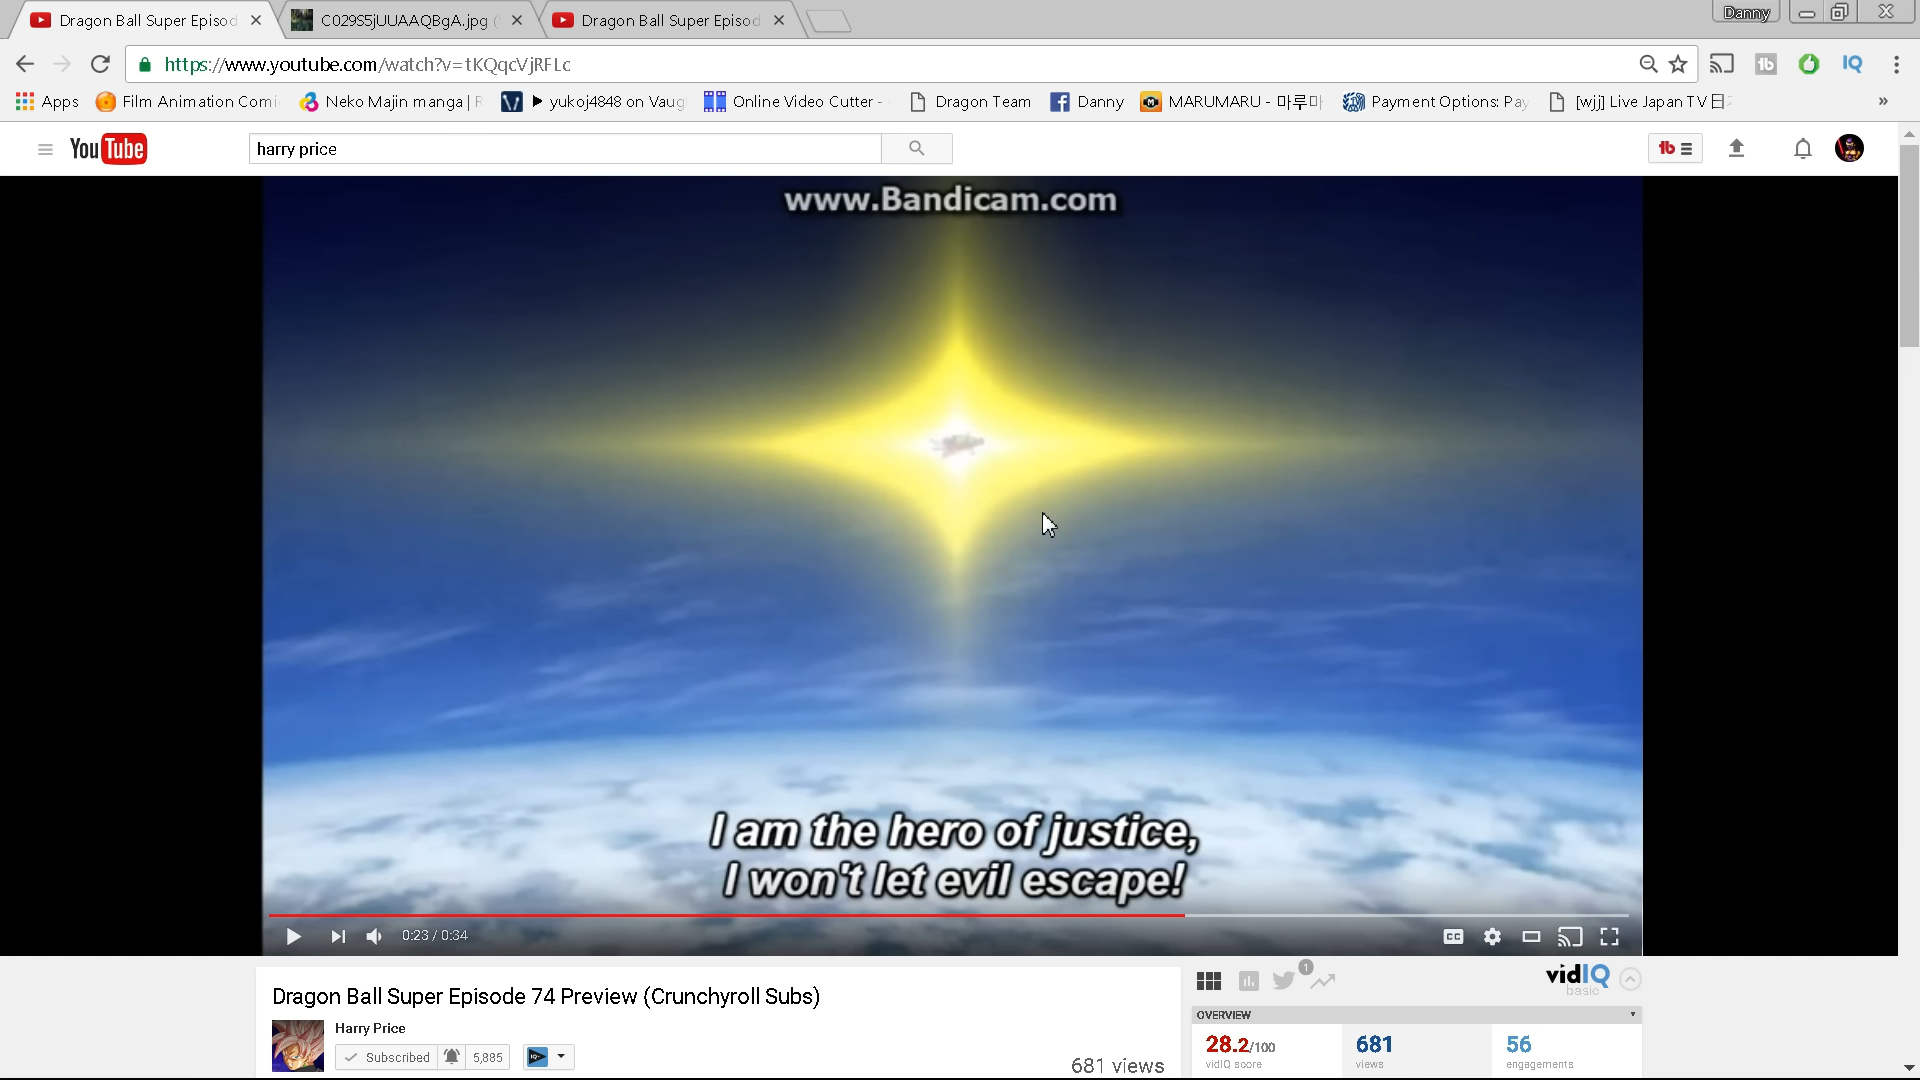 Dragon Ball Super Episod
C029S5jUUAAQBgA.jpg (
Dragon Ball Super Episod
Danny
https://www.youtube.com/watch?v=tKQqcVjRFLc
Apps
Film Animation Comi
Neko Majin manga | R
▶ yukoj4848 on Vaug
Online Video Cutter -
Dragon Team
Danny
MARUMARU - 마루마
Payment Options: Pay
[wjj] Live Japan TV 日
»
YouTube
harry price
www.Bandicam.com
I am the hero of justice,
I won't let evil escape!
0:23 / 0:34
CC
Dragon Ball Super Episode 74 Preview (Crunchyroll Subs)
Harry Price
Subscribed
5,885
681 views
1
vidIQ
basic
OVERVIEW
28.2/100
vidIQ score
681
views
56
engagements